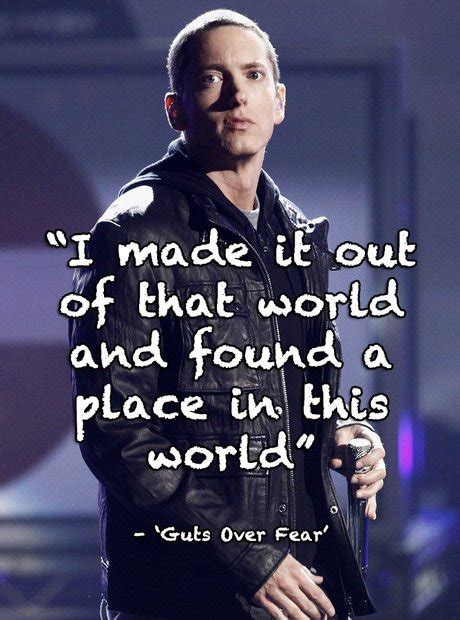 "I made it out
of that world
and found a
place in this
world"
- 'Guts Over Fear'